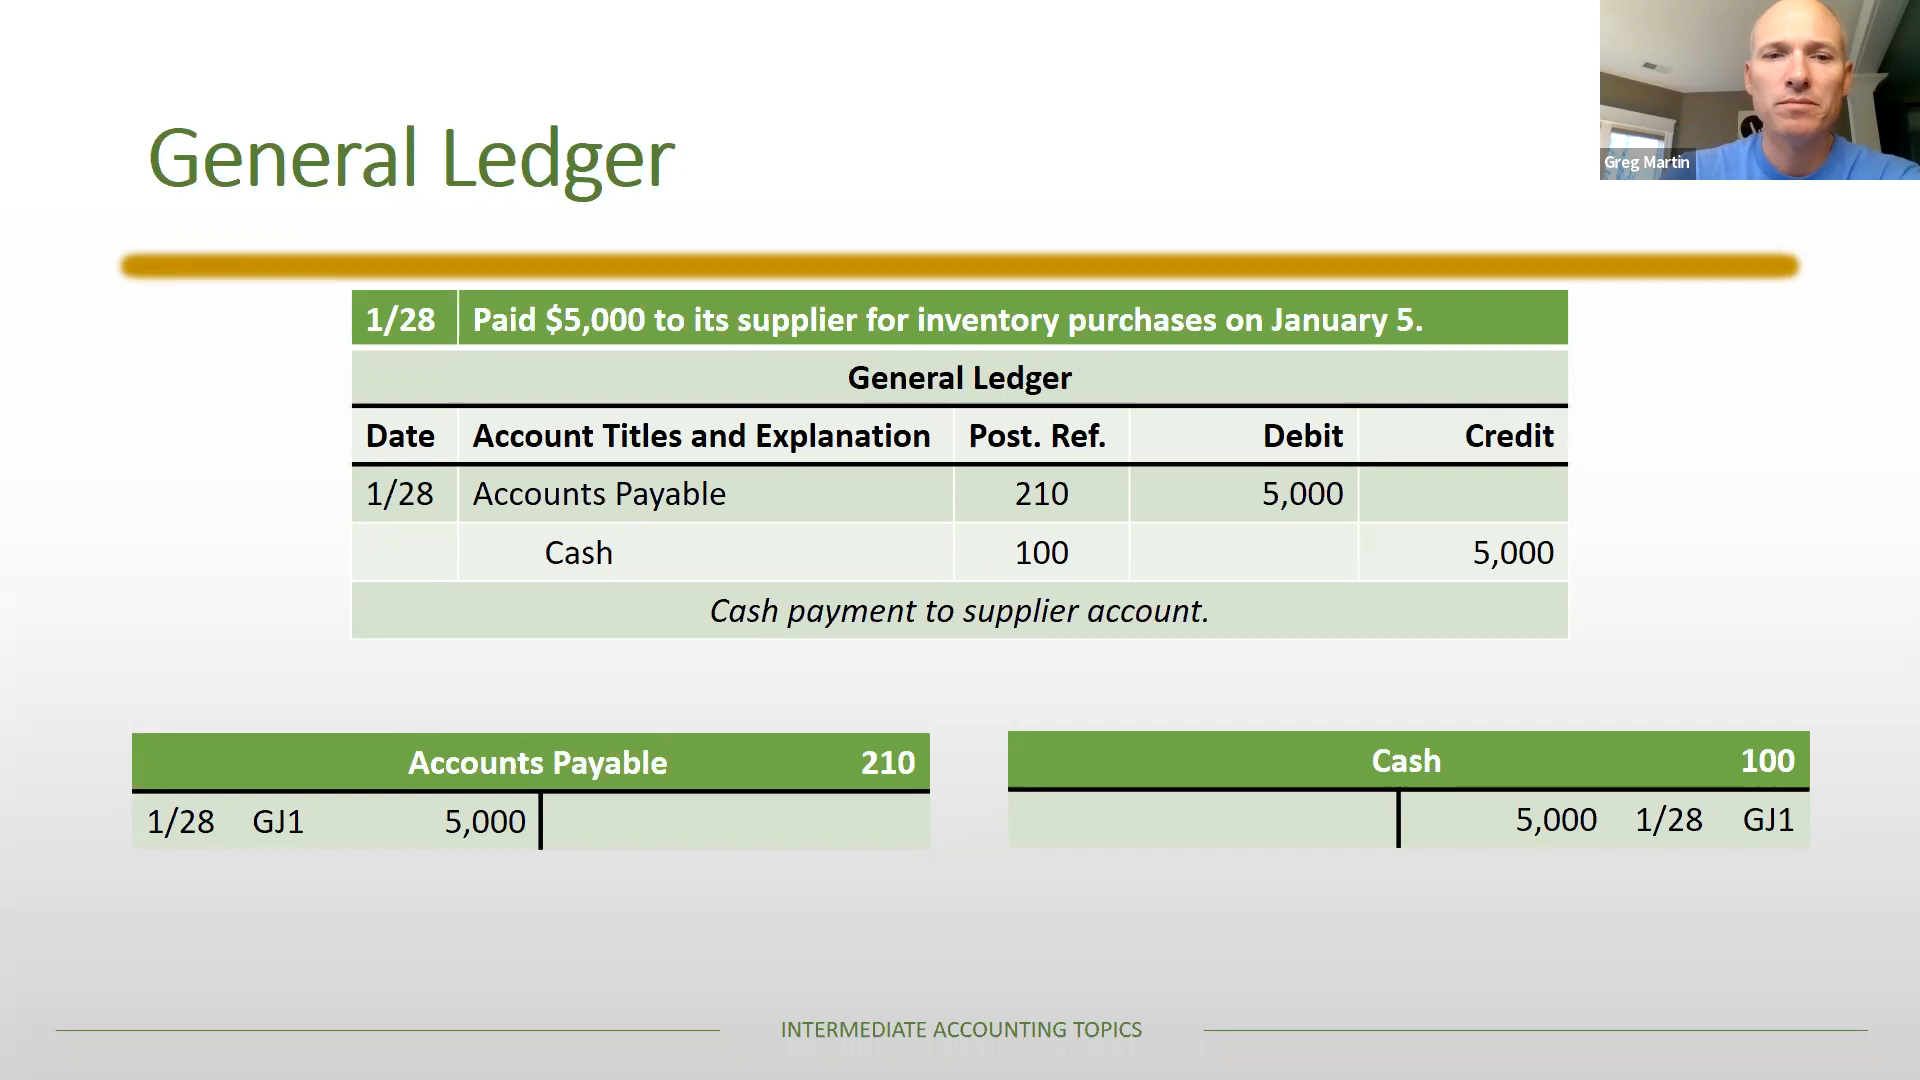 General Ledger
Greg Martin
1/28 Paid $5,000 to its supplier for inventory purchases on January 5.
General Ledger
Date Account Titles and Explanation Post. Ref. Debit Credit
1/28 Accounts Payable 210 5,000
Cash 100 5,000
Cash payment to supplier account.
Accounts Payable 210
1/28 GJ1 5,000
Cash 100
5,000 1/28 GJ1
INTERMEDIATE ACCOUNTING TOPICS